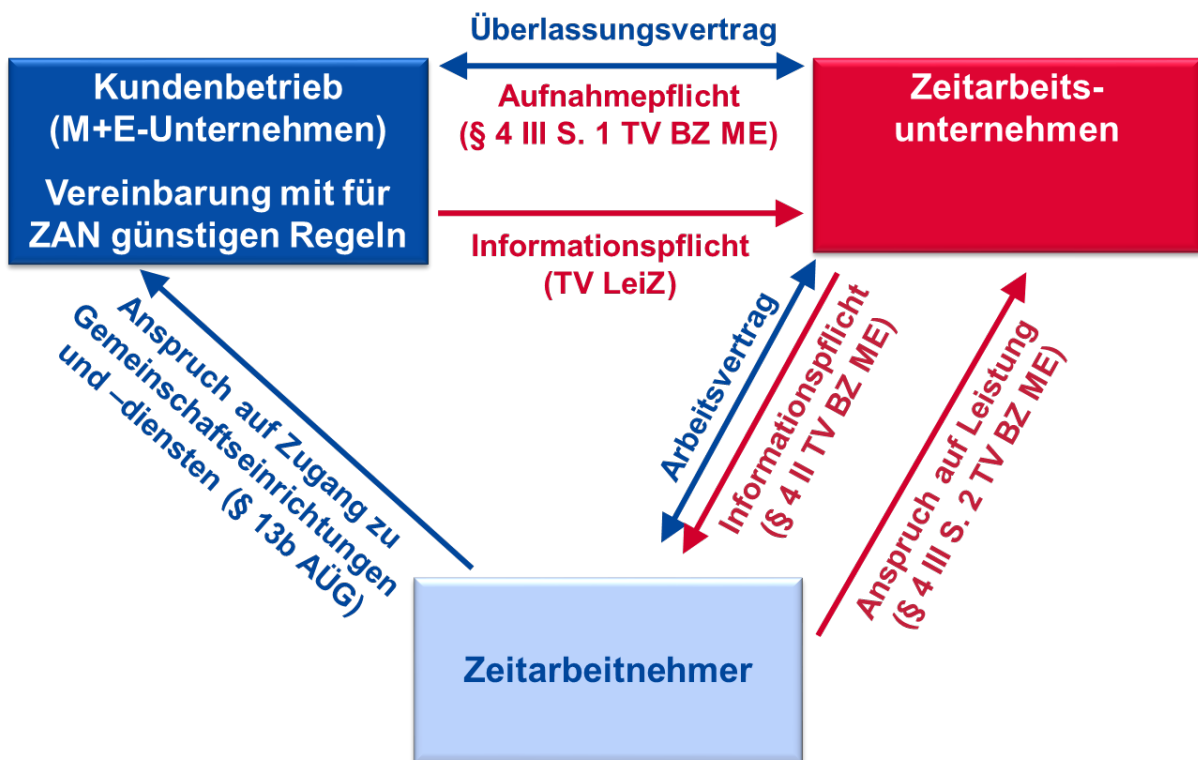 Überlassungsvertrag
Kundenbetrieb
(M+E-Unternehmen)
Vereinbarung mit für
ZAN günstigen Regeln
Aufnahmepflicht
(§ 4 III S. 1 TV BZ ME)
Zeitarbeits-
unternehmen
Informationspflicht
(TV LeiZ)
Anspruch auf Zugang zu
Gemeinschaftseinrichtungen
und –diensten (§ 13b AÜG)
Arbeitsvertrag
Informationspflicht
(§ 4 II TV BZ ME)
Anspruch auf Leistung
(§ 4 III S. 2 TV BZ ME)
Zeitarbeitnehmer